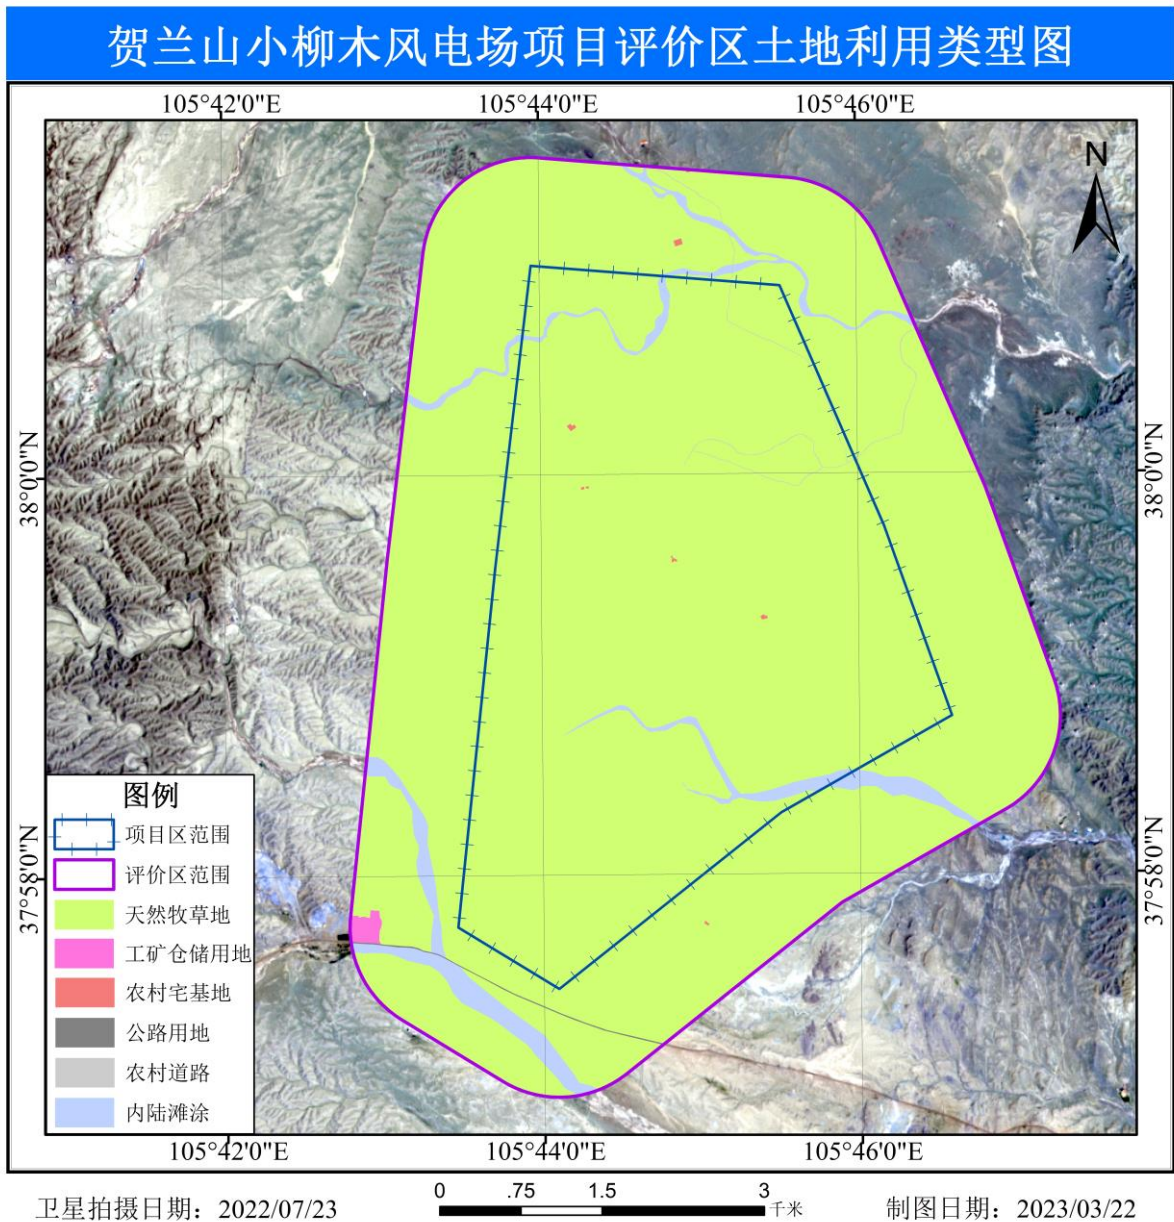 贺兰山小柳木风电场项目评价区土地利用类型图
105°42'0"E
105°44'0"E
105°46'0"E
N
38°0'0"N
38°0'0"N
37°58'0"N
37°58'0"N
图例
项目区范围
评价区范围
天然牧草地
工矿仓储用地
农村宅基地
公路用地
农村道路
内陆滩涂
105°42'0"E
105°44'0"E
105°46'0"E
卫星拍摄日期：2022/07/23
0 .75 1.5 3
千米
制图日期：2023/03/22